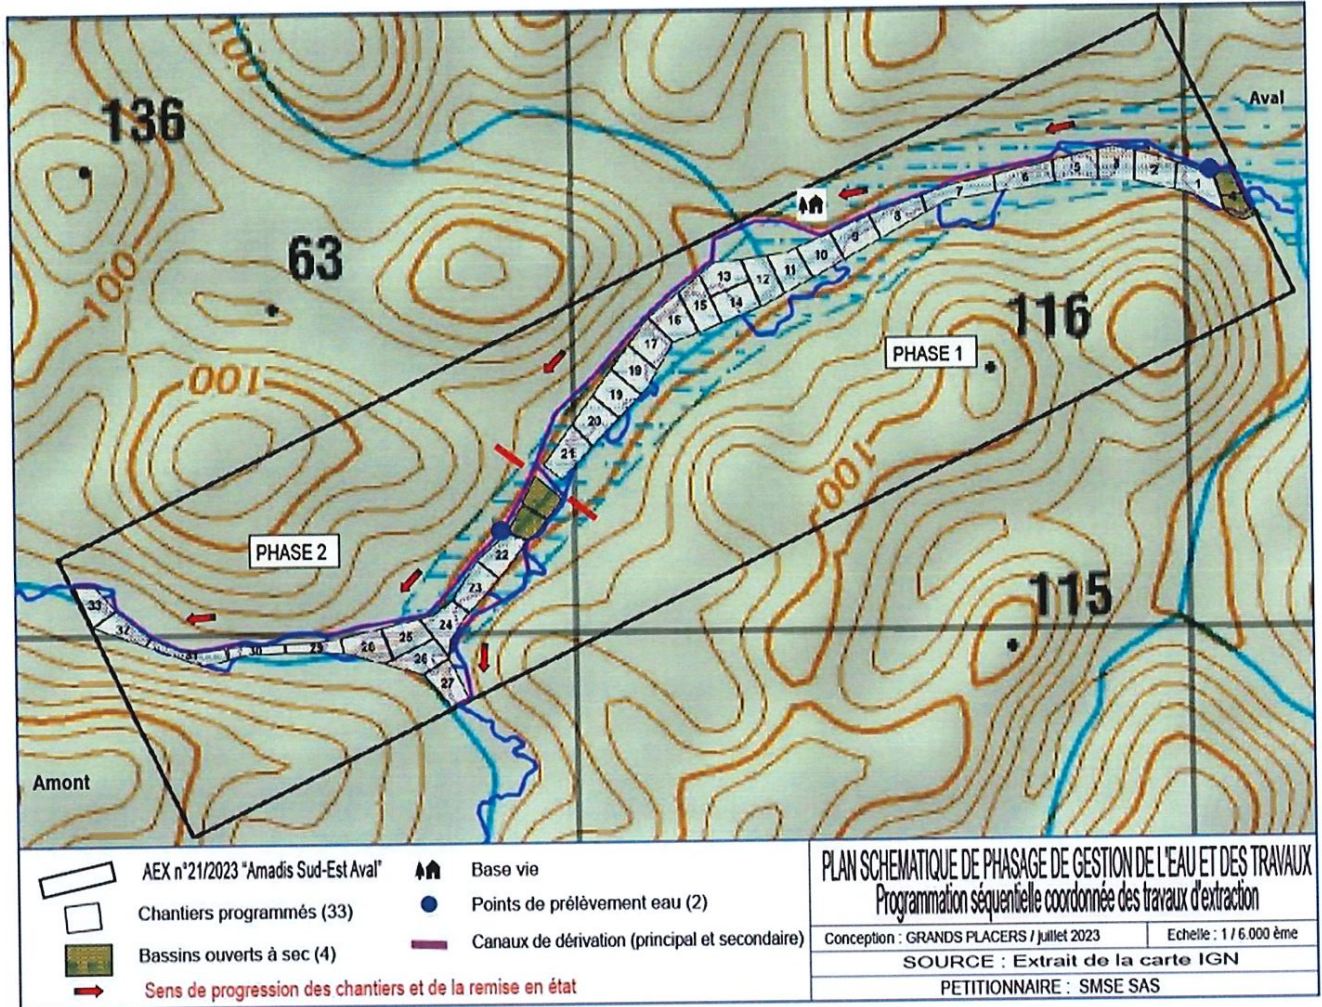 100
Aval
136
63
100
116
PHASE 1
100
100
PHASE 2
115
Amont
1
2
3
5
6
7
8
9
10
11
12
13
14
15
16
17
19
19
20
21
22
23
24
25
26
27
28
29
30
31
32
33
AEX n°21/2023 "Amadis Sud-Est Aval"
Chantiers programmés (33)
Bassins ouverts à sec (4)
Sens de progression des chantiers et de la remise en état
Base vie
Points de prélèvement eau (2)
Canaux de dérivation (principal et secondaire)
PLAN SCHEMATIQUE DE PHASAGE DE GESTION DE L'EAU ET DES TRAVAUX
Programmation séquentielle coordonnée des travaux d'extraction
Conception : GRANDS PLACERS / juillet 2023
Echelle : 1 / 6.000 ème
SOURCE : Extrait de la carte IGN
PETITIONNAIRE : SMSE SAS